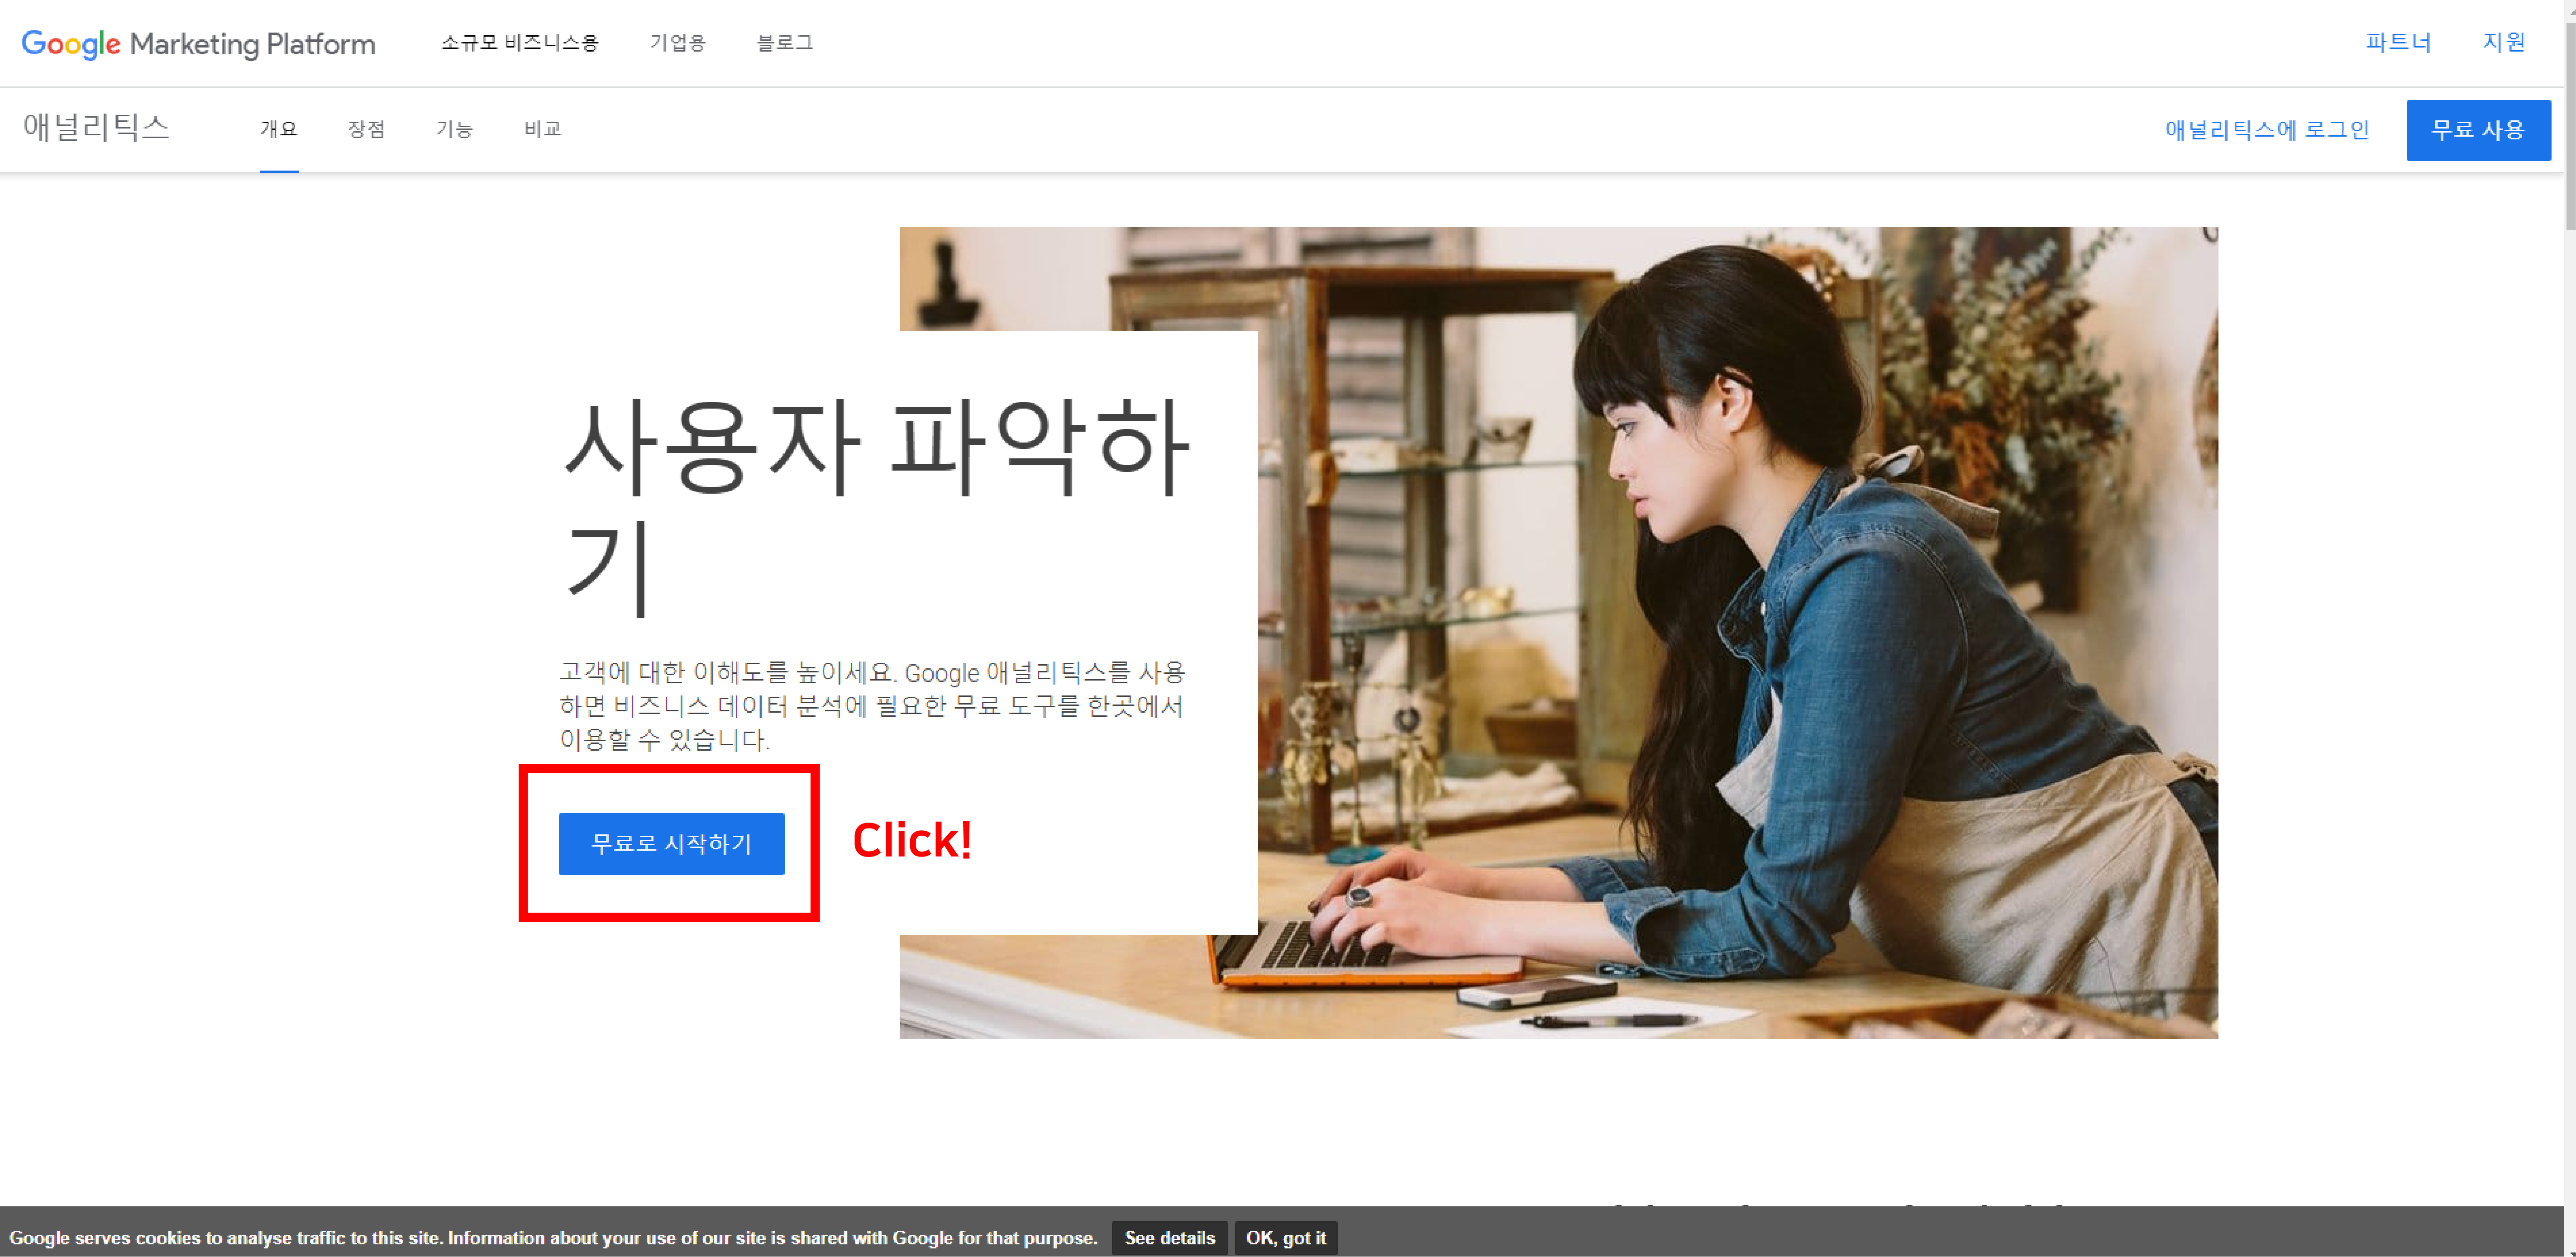 Google Marketing Platform 소규모 비즈니스용 기업용 블로그 파트너 지원
애널리틱스 개요 장점 기능 비교 애널리틱스에 로그인 무료 사용
사용자 파악하
기
고객에 대한 이해도를 높이세요. Google 애널리틱스를 사용
하면 비즈니스 데이터 분석에 필요한 무료 도구를 한곳에서
이용할 수 있습니다.
무료로 시작하기 Click!
Google serves cookies to analyse traffic to this site. Information about your use of our site is shared with Google for that purpose. See details OK, got it